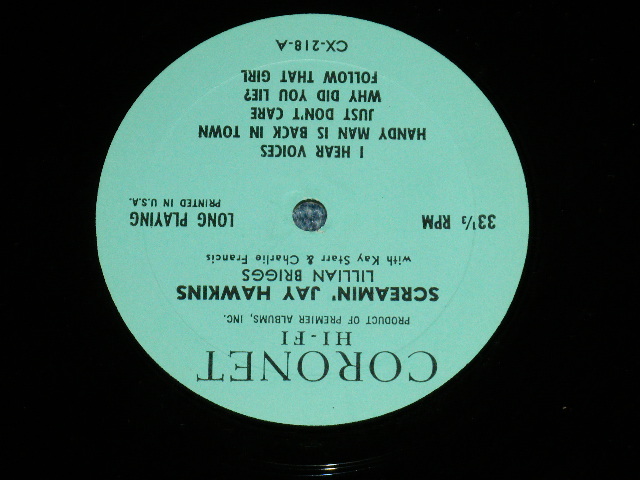 CORONET
HI-FI
PRODUCT OF PREMIER ALBUMS, INC.
SCREAMIN' JAY HAWKINS
LILLIAN BRIGGS
with Kay Starr & Charlie Francis
33⅓ RPM
LONG PLAYING
PRINTED IN U.S.A.
I HEAR VOICES
HANDY MAN IS BACK IN TOWN
JUST DON'T CARE
WHY DID YOU LIE?
FOLLOW THAT GIRL
CX-218-A